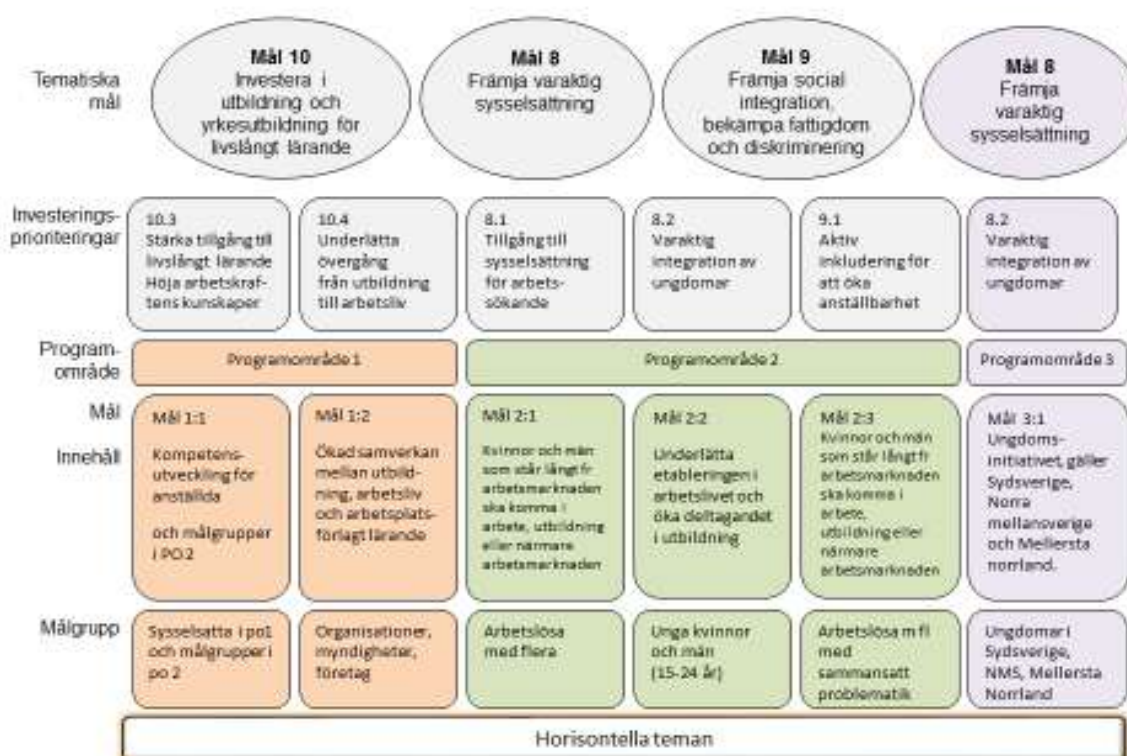 Tematiska
mål
Mål 10
Investera i
utbildning och
yrkesutbildning för
livslångt lärande
Mål 8
Främja varaktig
sysselsättning
Mål 9
Främja social
integration,
bekämpa fattigdom
och diskriminering
Mål 8
Främja
varaktig
sysselsättning
Investerings-
prioriteringar
10.3
Stärka tillgång till
livslångt lärande
Höja arbetskraf-
tens kunskaper
10.4
Underlätta
övergång
från utbildning
till arbetsliv
8.1
Tillgång till
sysselsättning
för arbets-
sökande
8.2
Varaktig
integration av
ungdomar
9.1
Aktiv
inkludering för
att öka
anställbarhet
8.2
Varaktig
integration av
ungdomar
Program-
område
Programområde 1
Programområde 2
Programområde 3
Mål
Innehåll
Mål 1:1
Kompetens-
utveckling för
anställda
och målgrupper
i PO 2
Mål 1:2
Ökad samverkan
mellan utbild-
ning, arbetsliv
och arbetsplats-
förlagt lärande
Mål 2:1
Kvinnor och män
som står långt fr
arbetsmarknaden
ska komma i
arbete, utbildning
eller närmare
arbetsmarknaden
Mål 2:2
Underlätta
etableringen i
arbetslivet och
öka deltagandet
i utbildning
Mål 2:3
Kvinnor och män
som står långt fr
arbetsmarknaden
ska komma i
arbete,
utbildning eller
närmare
arbetsmarknaden
Mål 3:1
Ungdoms-
initiativet, gäller
Sydsverige,
Norra
mellansverige
och Mellersta
norrland.
Målgrupp
Sysselsatta i po1
och målgrupper i
po 2
Organisationer,
myndigheter,
företag
Arbetslösa
med flera
Unga kvinnor
och män
(15-24 år)
Arbetslösa m fl
med
sammansatt
problematik
Ungdomar i
Sydsverige,
NMS, Mellersta
Norrland
Horisontella teman